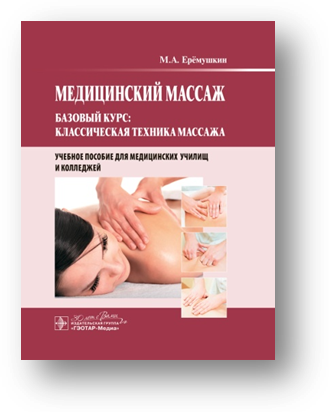 М.А. Ерёмушкин
МЕДИЦИНСКИЙ МАССАЖ
БАЗОВЫЙ КУРС:
КЛАССИЧЕСКАЯ ТЕХНИКА МАССАЖА
УЧЕБНОЕ ПОСОБИЕ ДЛЯ МЕДИЦИНСКИХ УЧИЛИЩ
И КОЛЛЕДЖЕЙ
ИЗДАТЕЛЬСКАЯ ГРУППА
«ГЭОТАР-Медиа»